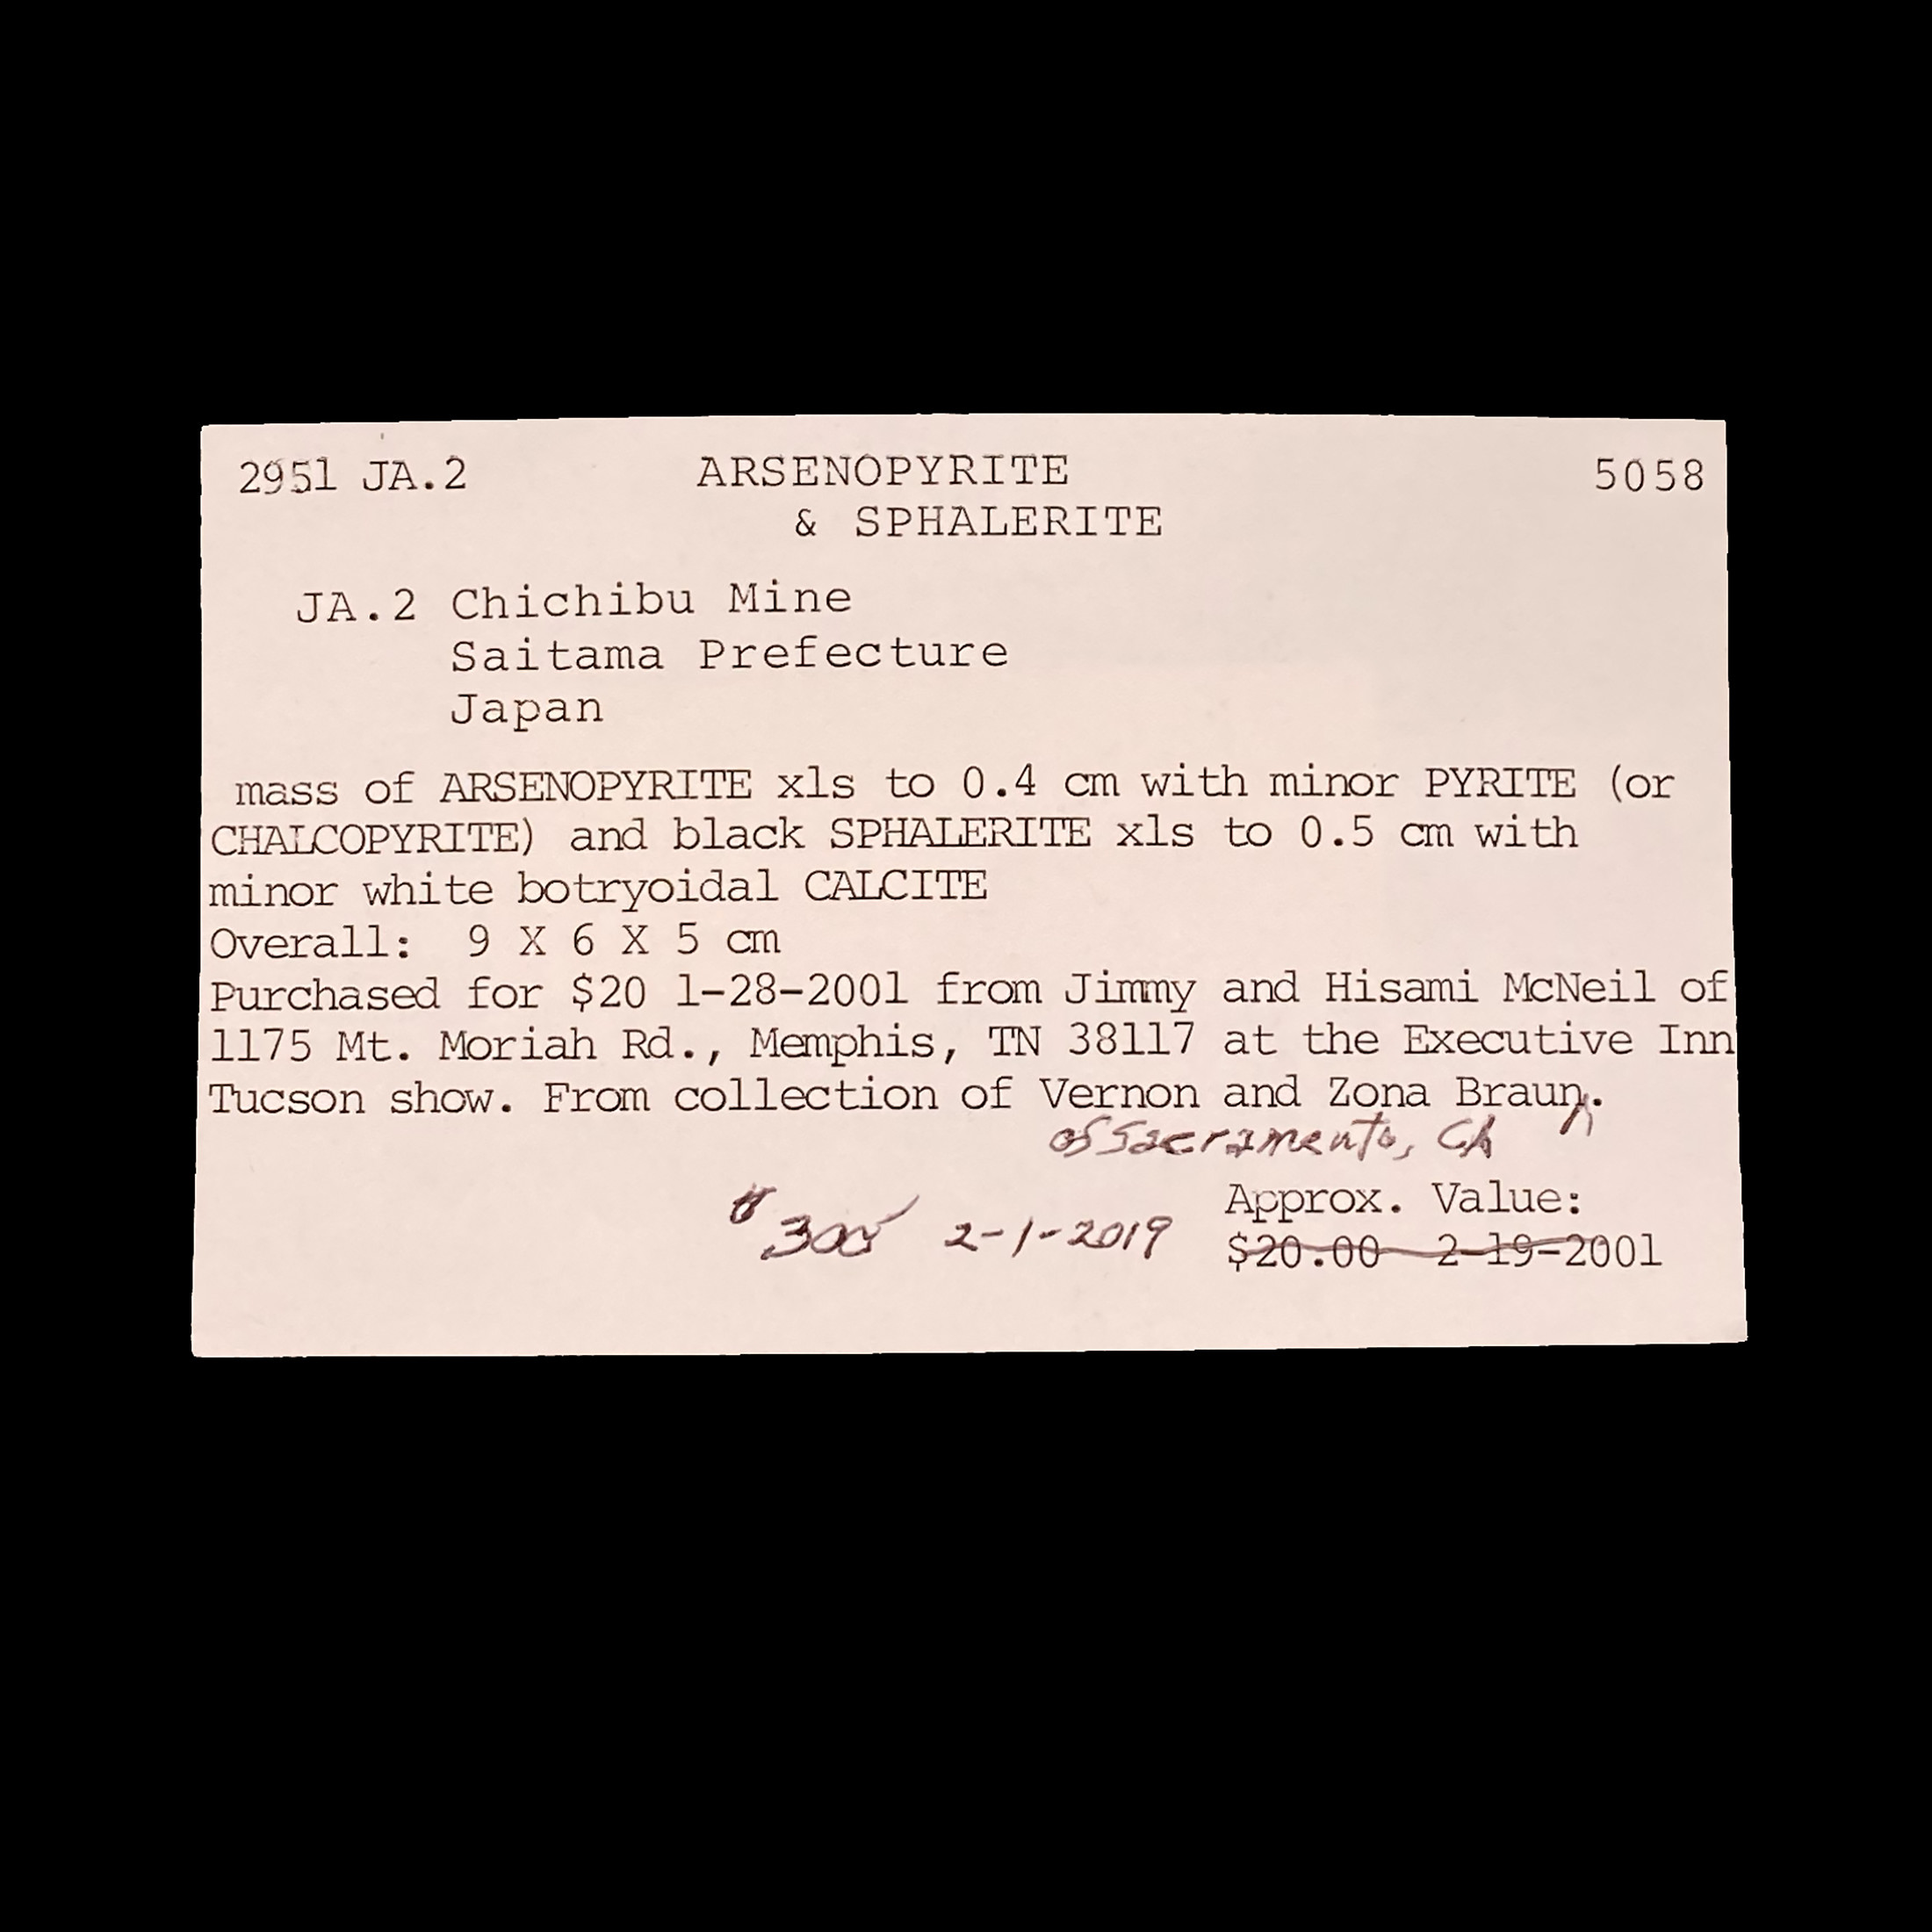 2951 JA.2 ARSENOPYRITE 5058
& SPHALERITE
JA.2 Chichibu Mine
Saitama Prefecture
Japan
mass of ARSENOPYRITE xls to 0.4 cm with minor PYRITE (or
CHALCOPYRITE) and black SPHALERITE xls to 0.5 cm with
minor white botryoidal CALCITE
Overall: 9 X 6 X 5 cm
Purchased for $20 1-28-2001 from Jimmy and Hisami McNeil of
1175 Mt. Moriah Rd., Memphis, TN 38117 at the Executive Inn
Tucson show. From collection of Vernon and Zona Braun.
of Sacramento, CA
Approx. Value:
$300 2-1-2019 $20.00 2-19-2001